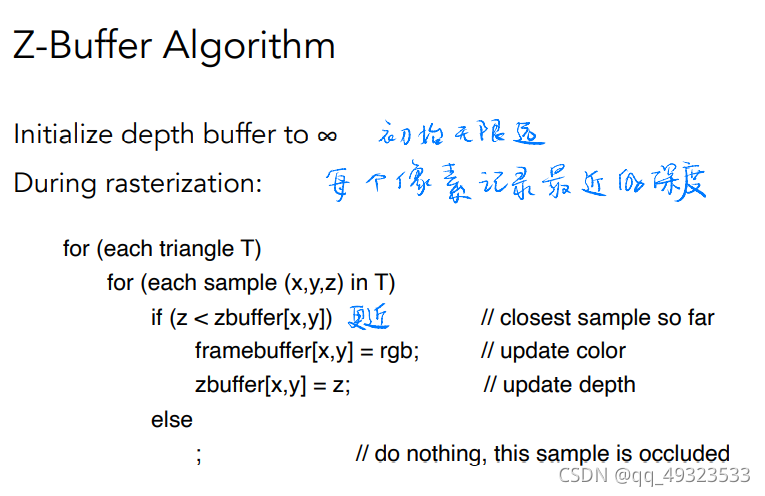 Z-Buffer Algorithm
Initialize depth buffer to ∞ 初始无限远
During rasterization: 每个像素记录最近的深度
for (each triangle T)
for (each sample (x,y,z) in T)
if (z < zbuffer[x,y]) 更近 // closest sample so far
framebuffer[x,y] = rgb; // update color
zbuffer[x,y] = z; // update depth
else
; // do nothing, this sample is occluded
CSDN @qq_49323533